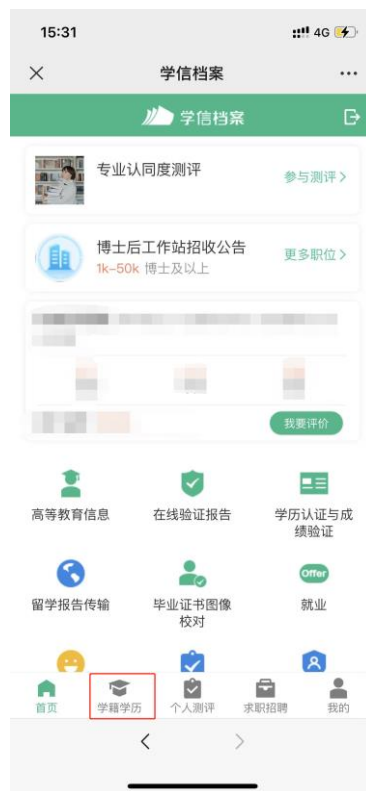 15:31
4G
学信档案
学信档案
专业认同度测评
参与测评
博士后工作站招收公告
1k–50k 博士及以上
更多职位
我要评价
高等教育信息
在线验证报告
学历认证与成
绩验证
留学报告传输
毕业证书图像
校对
Offer
就业
首页
学籍学历
个人测评
求职招聘
我的